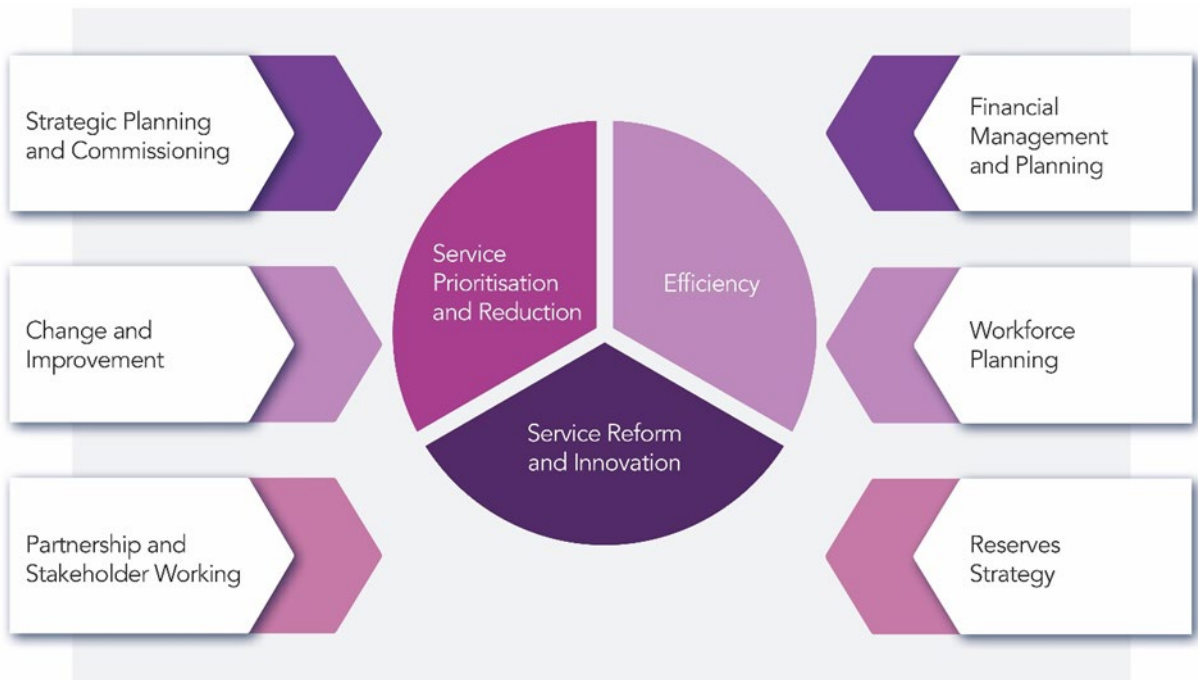 Strategic Planning
and Commissioning
Financial
Management
and Planning
Service
Prioritisation
and Reduction
Efficiency
Change and
Improvement
Workforce
Planning
Service Reform
and Innovation
Partnership and
Stakeholder Working
Reserves
Strategy